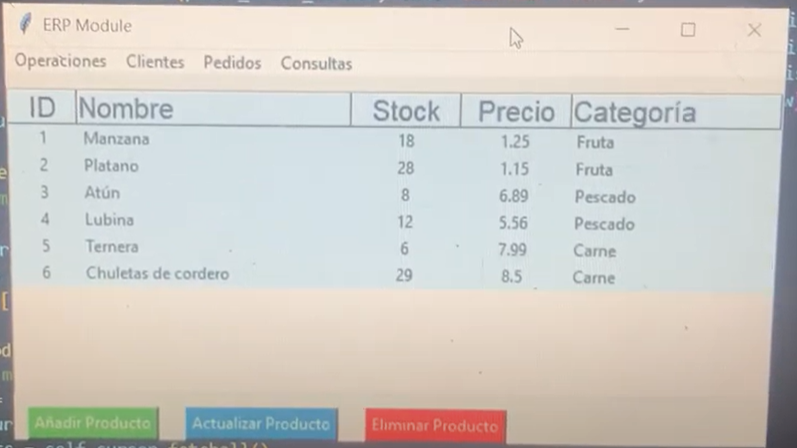 ERP Module
Operaciones Clientes Pedidos Consultas
ID Nombre Stock Precio Categoría
1 Manzana 18 1.25 Fruta
2 Platano 28 1.15 Fruta
3 Atún 8 6.89 Pescado
4 Lubina 12 5.56 Pescado
5 Ternera 6 7.99 Carne
6 Chuletas de cordero 29 8.5 Carne
Añadir Producto Actualizar Producto Eliminar Producto